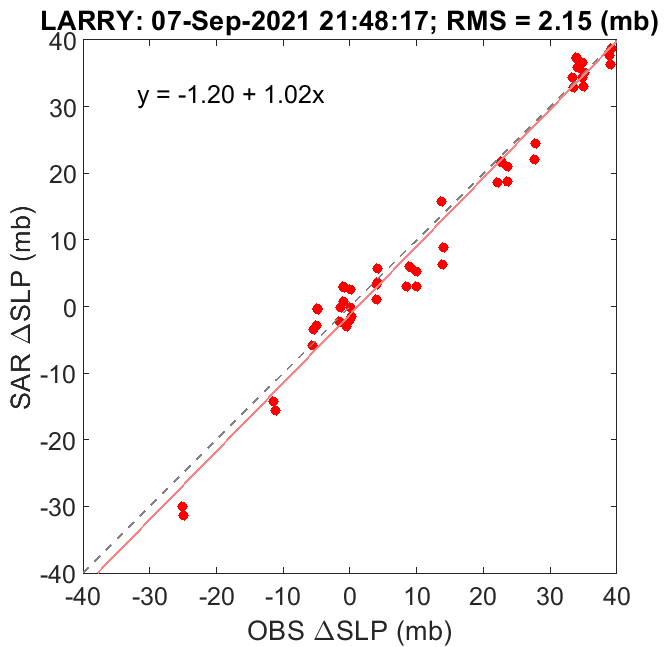 LARRY: 07-Sep-2021 21:48:17; RMS = 2.15 (mb)
40
y = -1.20 + 1.02x
30
20
10
0
-10
-20
-30
-40
SAR ΔSLP (mb)
-40 -30 -20 -10 0 10 20 30 40
OBS ΔSLP (mb)